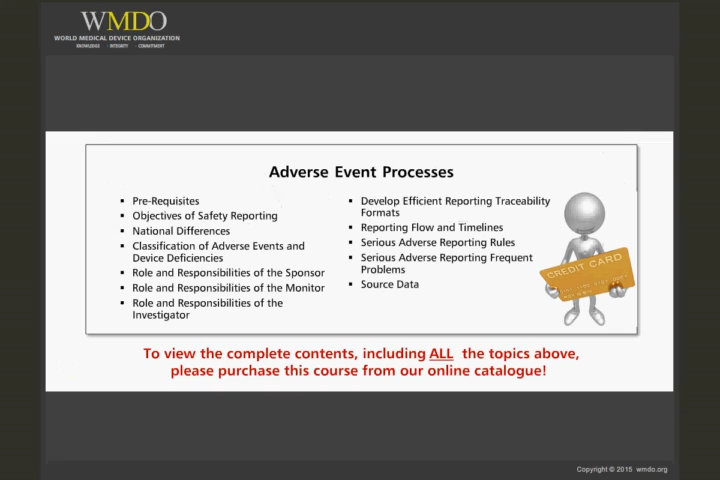 WMDO
WORLD MEDICAL DEVICE ORGANIZATION
KNOWLEDGE · INTEGRITY · COMMITMENT
Adverse Event Processes
▪ Pre-Requisites
▪ Objectives of Safety Reporting
▪ National Differences
▪ Classification of Adverse Events and
Device Deficiencies
▪ Role and Responsibilities of the Sponsor
▪ Role and Responsibilities of the Monitor
▪ Role and Responsibilities of the
Investigator
▪ Develop Efficient Reporting Traceability
Formats
▪ Reporting Flow and Timelines
▪ Serious Adverse Reporting Rules
▪ Serious Adverse Reporting Frequent
Problems
▪ Source Data
CREDIT CARD
To view the complete contents, including ALL the topics above,
please purchase this course from our online catalogue!
Copyright © 2015 wmdo.org